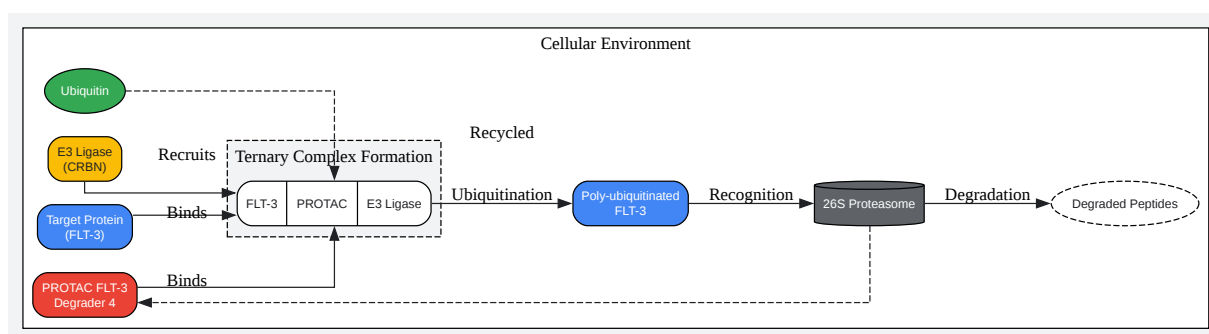 Cellular Environment
Ubiquitin
Recycled
E3 Ligase
(CRBN)
Recruits
Ternary Complex Formation
FLT-3
PROTAC
E3 Ligase
Ubiquitination
Poly-ubiquitinated
FLT-3
Recognition
26S Proteasome
Degradation
Degraded Peptides
Target Protein
(FLT-3)
Binds
PROTAC FLT-3
Degrader 4
Binds